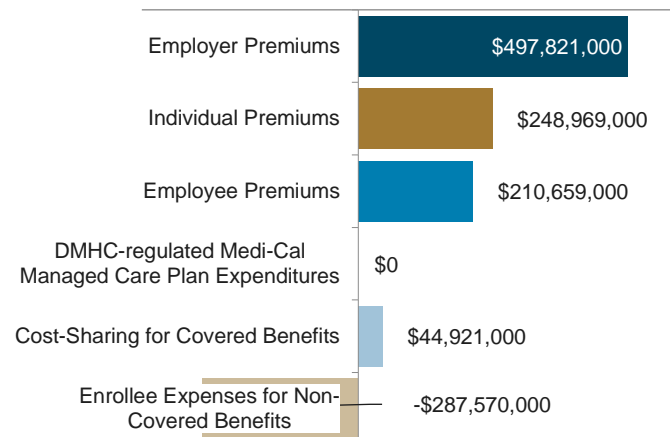 Employer Premiums
$497,821,000
Individual Premiums
$248,969,000
Employee Premiums
$210,659,000
DMHC-regulated Medi-Cal
Managed Care Plan Expenditures
$0
Cost-Sharing for Covered Benefits
$44,921,000
Enrollee Expenses for Non-
Covered Benefits
-$287,570,000